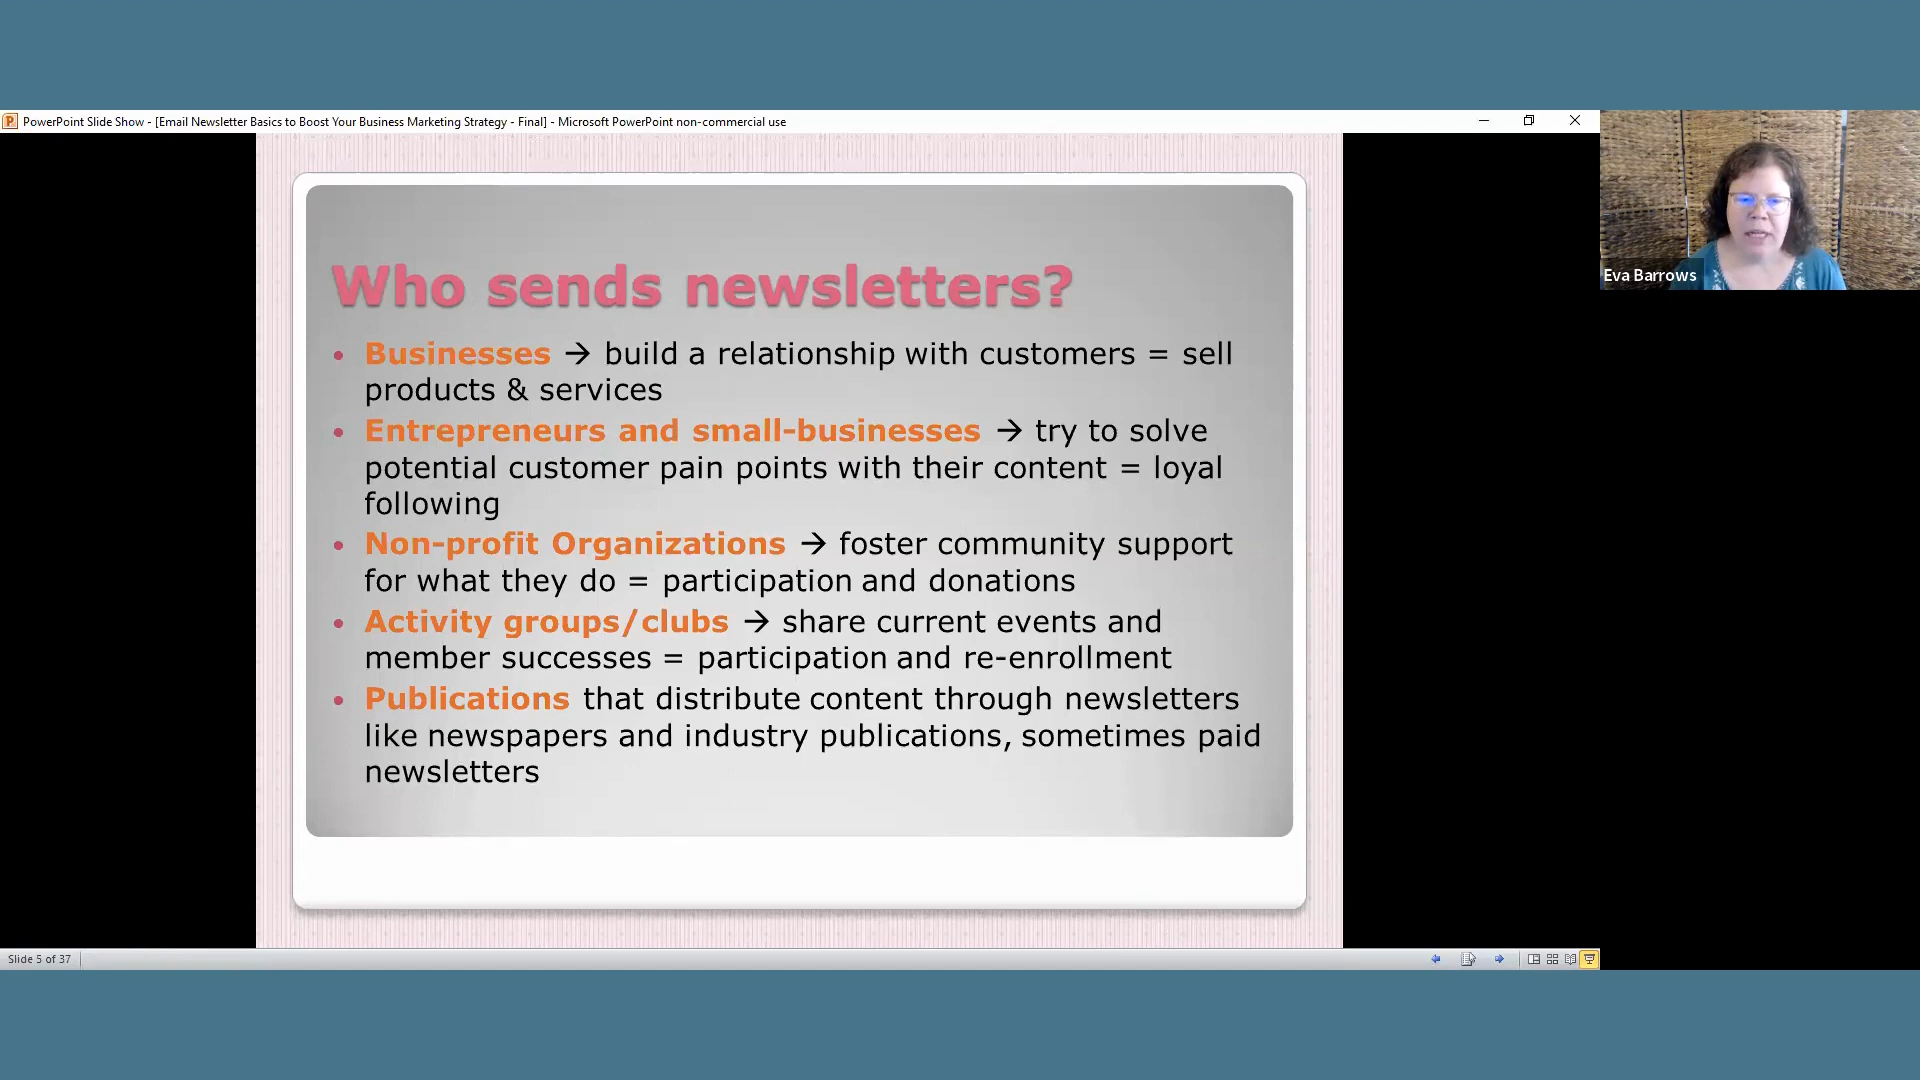 PowerPoint Slide Show - [Email Newsletter Basics to Boost Your Business Marketing Strategy - Final] - Microsoft PowerPoint non-commercial use
Eva Barrows
Who sends newsletters?
• Businesses → build a relationship with customers = sell
products & services
• Entrepreneurs and small-businesses → try to solve
potential customer pain points with their content = loyal
following
• Non-profit Organizations → foster community support
for what they do = participation and donations
• Activity groups/clubs → share current events and
member successes = participation and re-enrollment
• Publications that distribute content through newsletters
like newspapers and industry publications, sometimes paid
newsletters
Slide 5 of 37